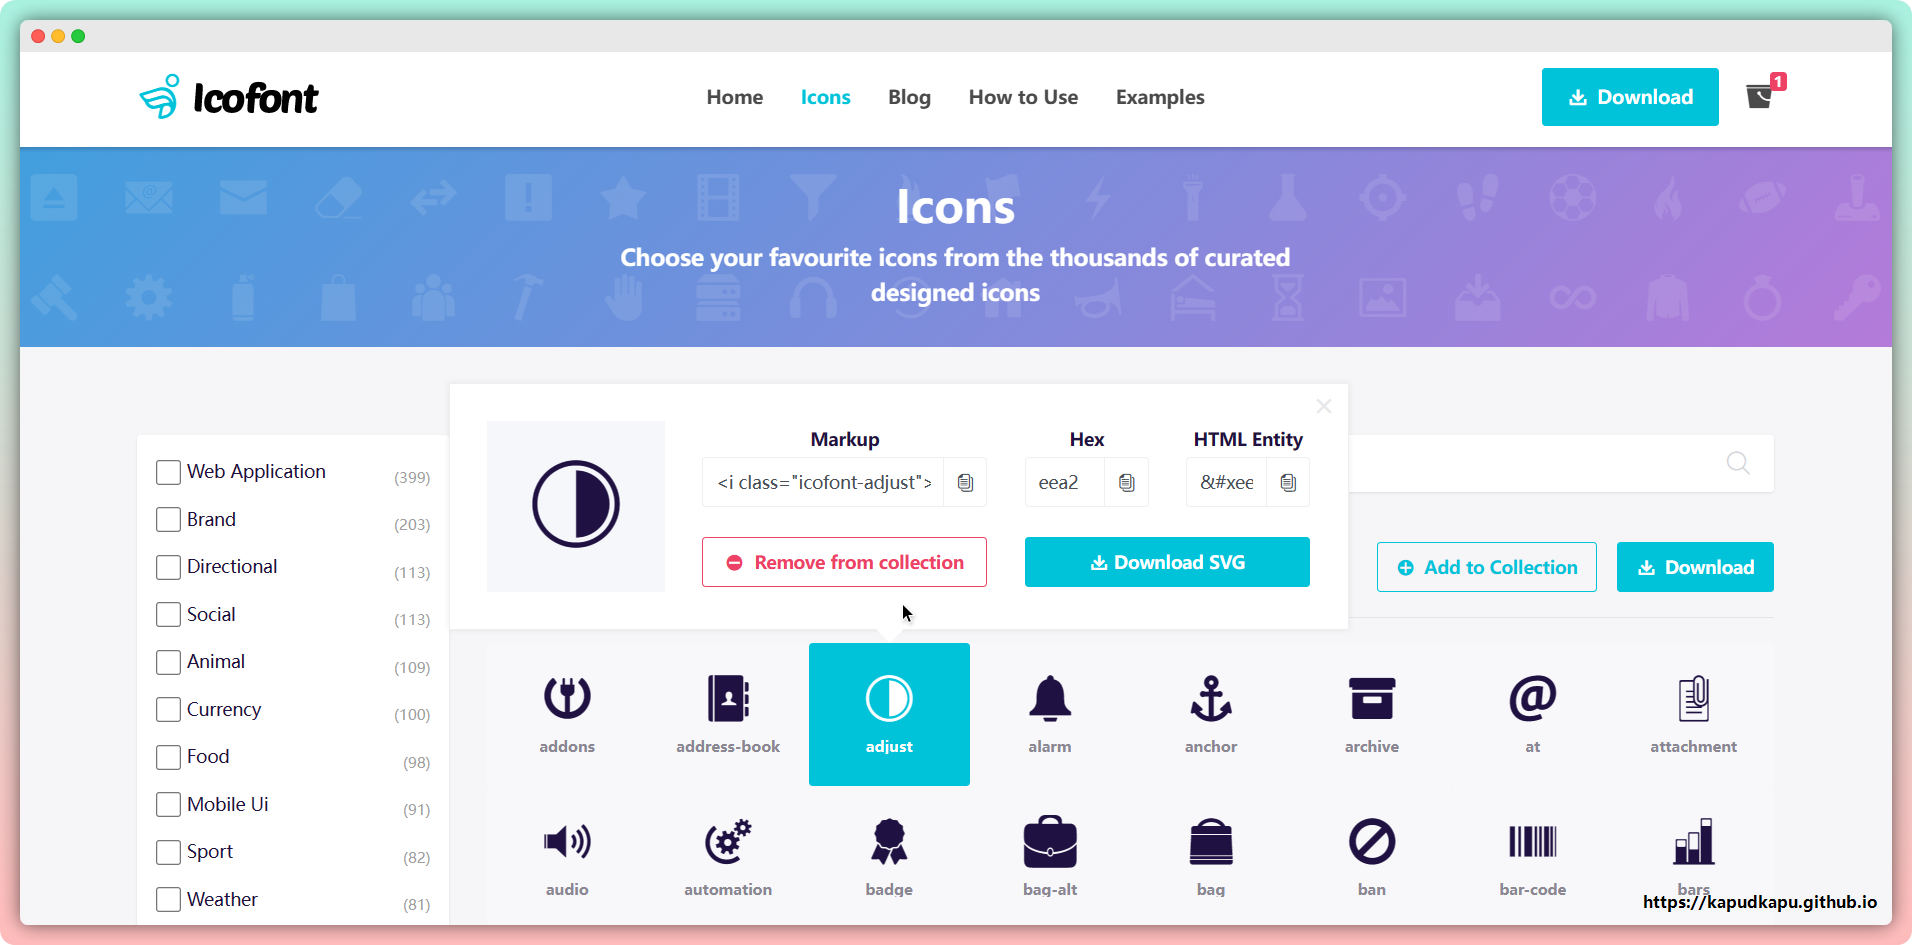 Icofont
Home Icons Blog How to Use Examples
Download
1
Icons
Choose your favourite icons from the thousands of curated
designed icons
Markup Hex HTML Entity
<i class="icofont-adjust"> eea2 &#xee
Remove from collection Download SVG
Add to Collection Download
Web Application (399)
Brand (203)
Directional (113)
Social (113)
Animal (109)
Currency (100)
Food (98)
Mobile Ui (91)
Sport (82)
Weather (81)
addons address-book adjust alarm anchor archive at attachment
audio automation badge bag-alt bag ban bar-code bars
https://kapudkapu.github.io